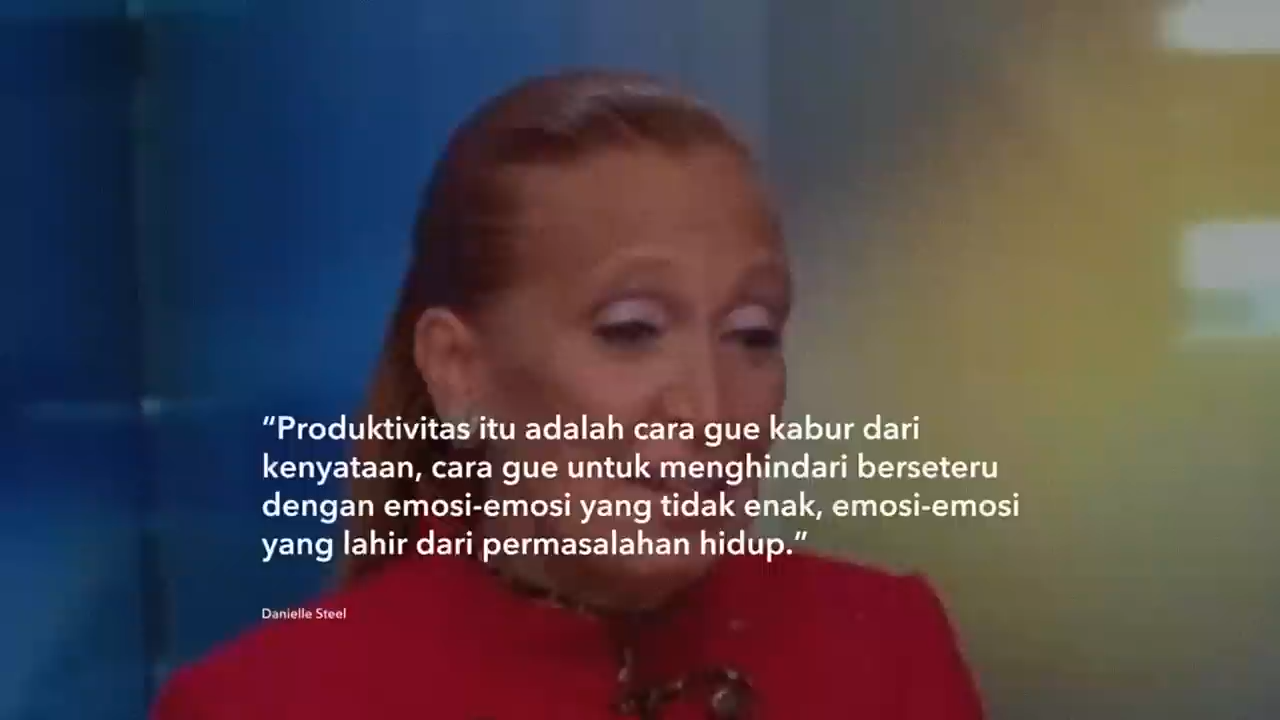 “Produktivitas itu adalah cara gue kabur dari
kenyataan, cara gue untuk menghindari berseteru
dengan emosi-emosi yang tidak enak, emosi-emosi
yang lahir dari permasalahan hidup.”
Danielle Steel